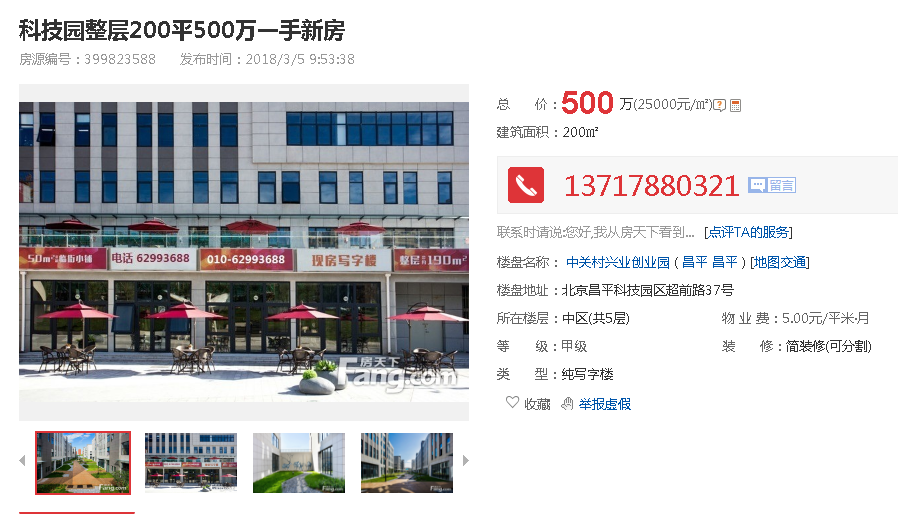 科技园整层200平500万一手新房
房源编号：399823588 发布时间：2018/3/5 9:53:38
总 价：500 万(25000元/㎡)
建筑面积：200㎡
13717880321 留言
联系时请说:您好,我从房天下看到... [点评TA的服务]
楼盘名称：中关村兴业创业园 ( 昌平 昌平 ) [地图交通]
楼盘地址：北京昌平科技园区超前路37号
所在楼层：中区(共5层) 物 业 费：5.00元/平米·月
等 级：甲级 装 修：简装修(可分割)
类 型：纯写字楼
收藏 举报虚假
50m²临街小铺 电话 62993688 010-62993688 现房写字楼 整层 190m²
房天下
Fang.com